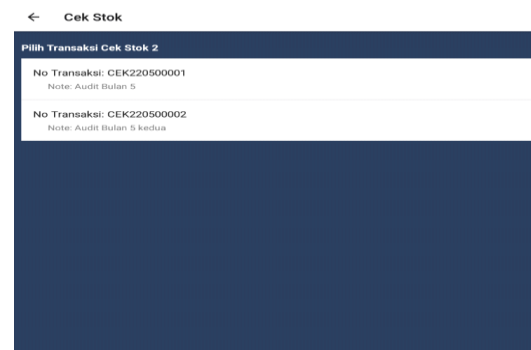 Cek Stok
Pilih Transaksi Cek Stok 2
No Transaksi: CEK220500001
Note: Audit Bulan 5
No Transaksi: CEK220500002
Note: Audit Bulan 5 kedua